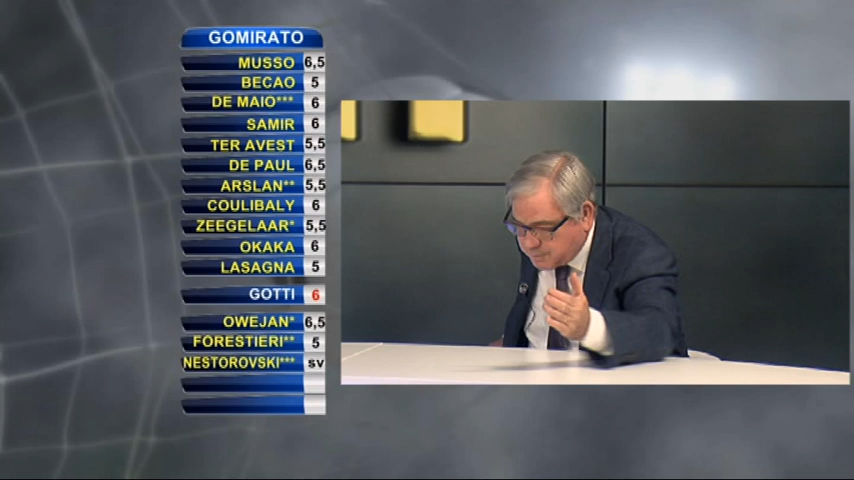 GOMIRATO
MUSSO 6,5
BECAO 5
DE MAIO*** 6
SAMIR 6
TER AVEST 5,5
DE PAUL 6,5
ARSLAN** 5,5
COULIBALY 6
ZEEGELAAR* 5,5
OKAKA 6
LASAGNA 5
GOTTI 6
OWEJAN* 6,5
FORESTIERI** 5
NESTOROVSKI*** sv